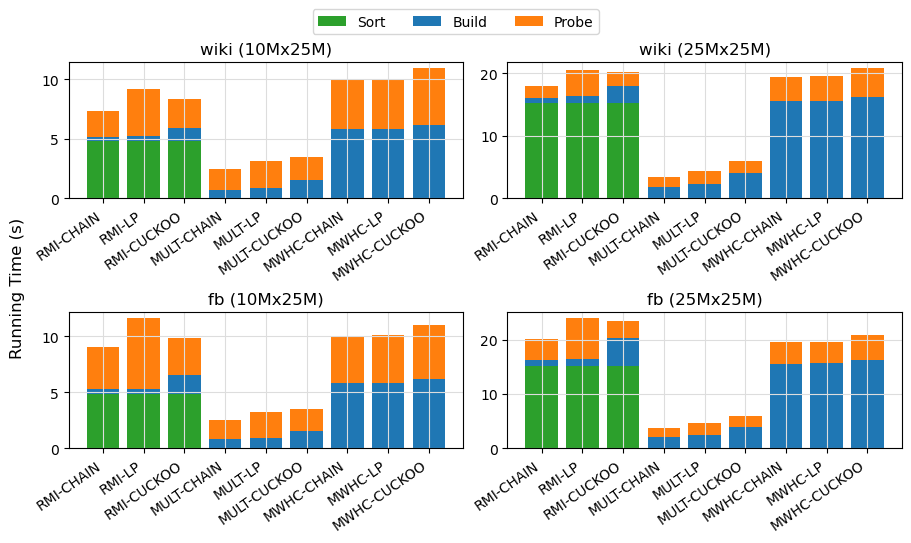 Sort Build Probe
wiki (10Mx25M)
10
5
0
RMI-CHAIN
RMI-LP
RMI-CUCKOO
MULT-CHAIN
MULT-LP
MULT-CUCKOO
MWHC-CHAIN
MWHC-LP
MWHC-CUCKOO
wiki (25Mx25M)
20
10
0
RMI-CHAIN
RMI-LP
RMI-CUCKOO
MULT-CHAIN
MULT-LP
MULT-CUCKOO
MWHC-CHAIN
MWHC-LP
MWHC-CUCKOO
Running Time (s)
fb (10Mx25M)
10
5
0
RMI-CHAIN
RMI-LP
RMI-CUCKOO
MULT-CHAIN
MULT-LP
MULT-CUCKOO
MWHC-CHAIN
MWHC-LP
MWHC-CUCKOO
fb (25Mx25M)
20
10
0
RMI-CHAIN
RMI-LP
RMI-CUCKOO
MULT-CHAIN
MULT-LP
MULT-CUCKOO
MWHC-CHAIN
MWHC-LP
MWHC-CUCKOO